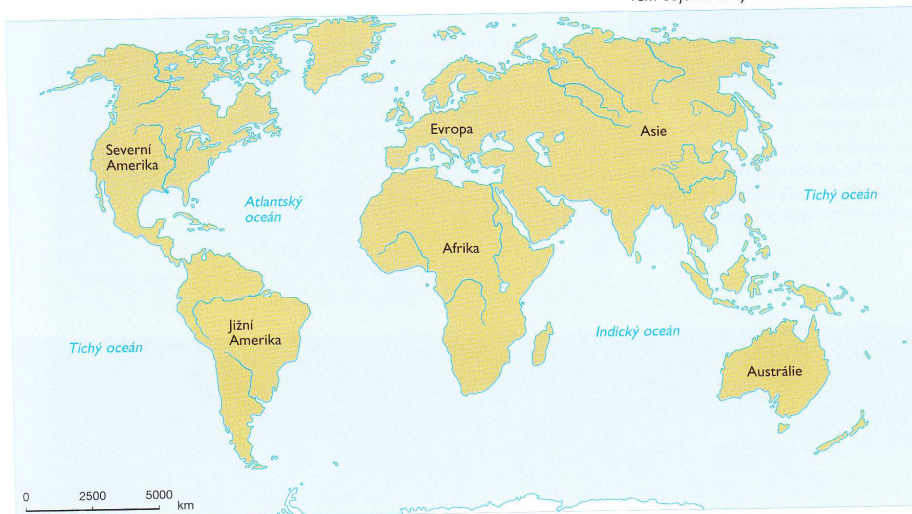 Severní
Amerika
Evropa
Asie
Atlantský
oceán
Tichý oceán
Afrika
Jižní
Amerika
Tichý oceán
Indický oceán
Austrálie
0 2500 5000
km